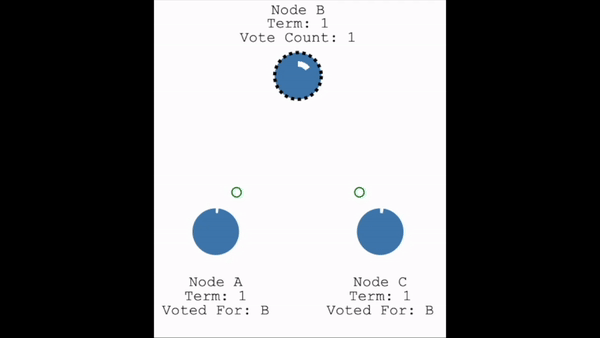 Node B
Term: 1
Vote Count: 1
Node A
Term: 1
Voted For: B
Node C
Term: 1
Voted For: B